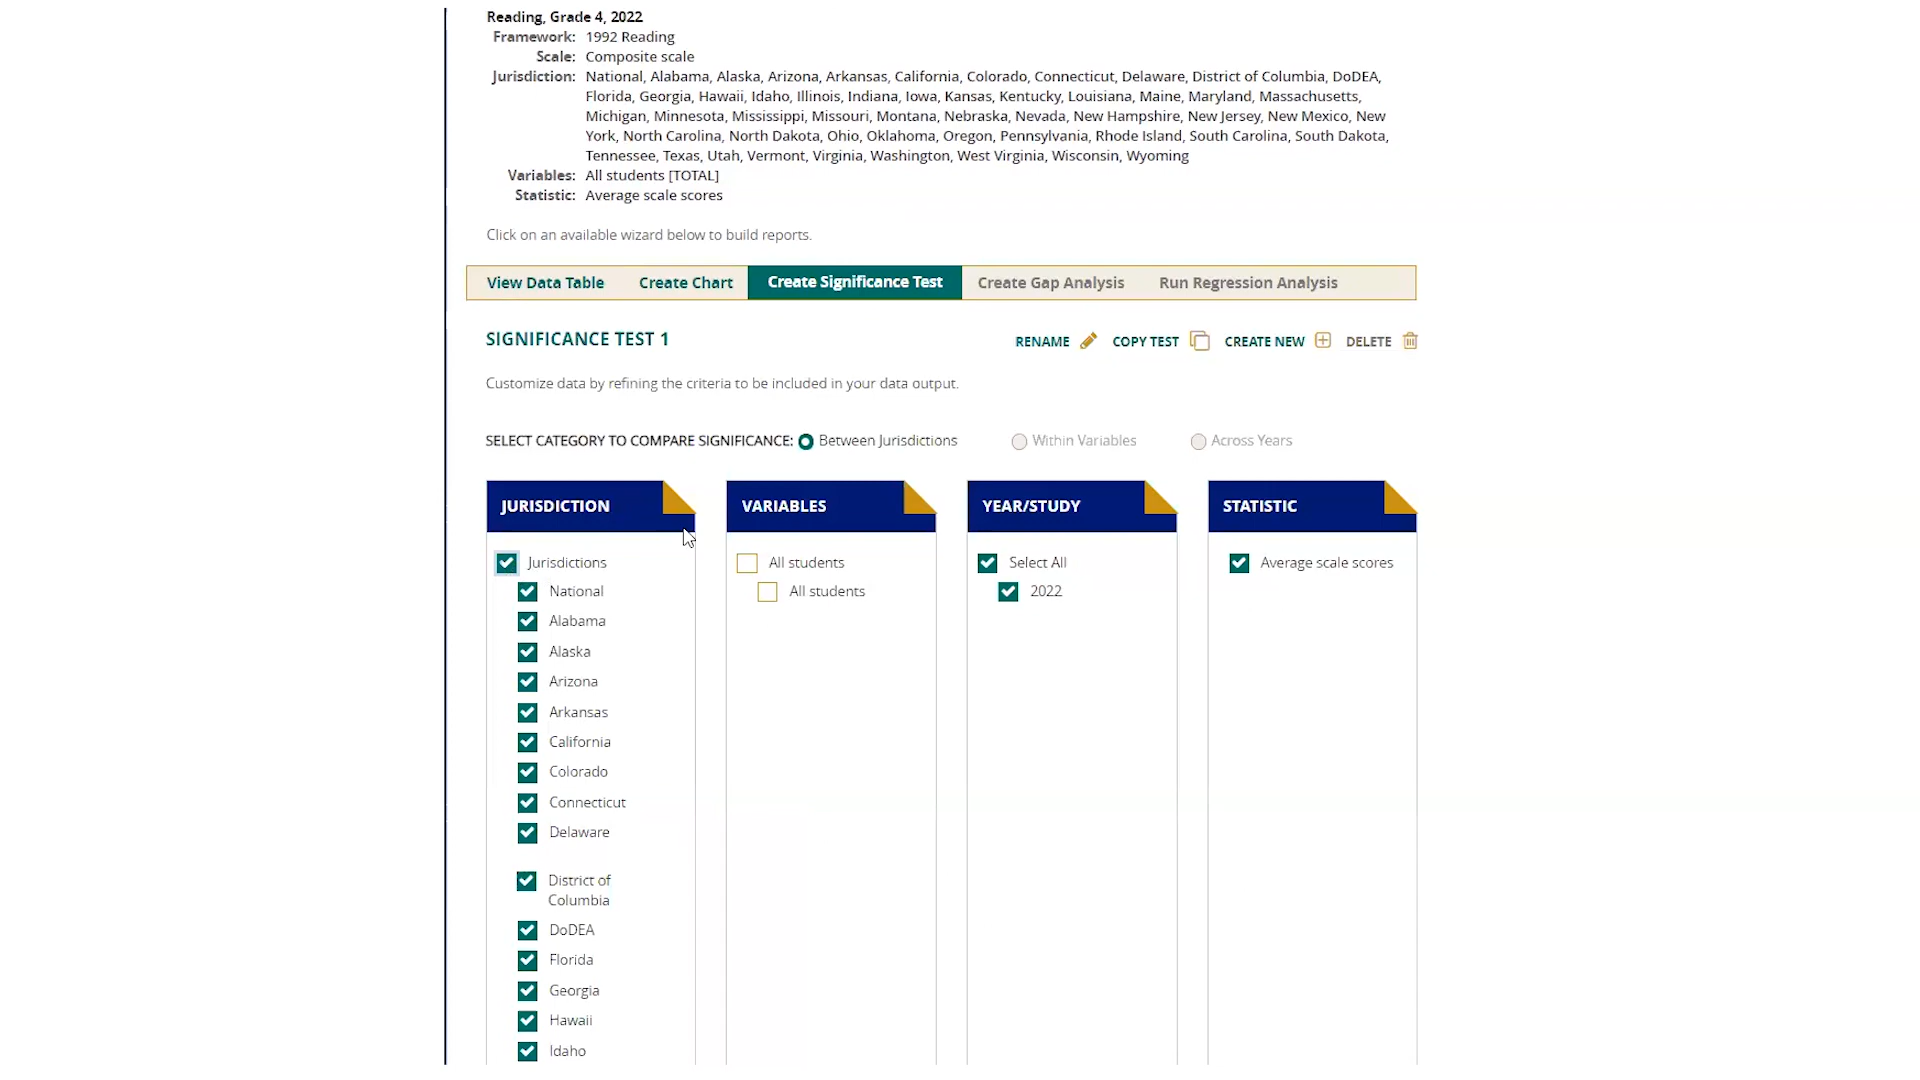 Reading, Grade 4, 2022
Framework: 1992 Reading
Scale: Composite scale
Jurisdiction: National, Alabama, Alaska, Arizona, Arkansas, California, Colorado, Connecticut, Delaware, District of Columbia, DoDEA,
Florida, Georgia, Hawaii, Idaho, Illinois, Indiana, Iowa, Kansas, Kentucky, Louisiana, Maine, Maryland, Massachusetts,
Michigan, Minnesota, Mississippi, Missouri, Montana, Nebraska, Nevada, New Hampshire, New Jersey, New Mexico, New
York, North Carolina, North Dakota, Ohio, Oklahoma, Oregon, Pennsylvania, Rhode Island, South Carolina, South Dakota,
Tennessee, Texas, Utah, Vermont, Virginia, Washington, West Virginia, Wisconsin, Wyoming
Variables: All students [TOTAL]
Statistic: Average scale scores
Click on an available wizard below to build reports.
View Data Table Create Chart Create Significance Test Create Gap Analysis Run Regression Analysis
SIGNIFICANCE TEST 1
RENAME COPY TEST CREATE NEW DELETE
Customize data by refining the criteria to be included in your data output.
SELECT CATEGORY TO COMPARE SIGNIFICANCE: Between Jurisdictions Within Variables Across Years
JURISDICTION
Jurisdictions
National
Alabama
Alaska
Arizona
Arkansas
California
Colorado
Connecticut
Delaware
District of
Columbia
DoDEA
Florida
Georgia
Hawaii
Idaho
VARIABLES
All students
All students
YEAR/STUDY
Select All
2022
STATISTIC
Average scale scores